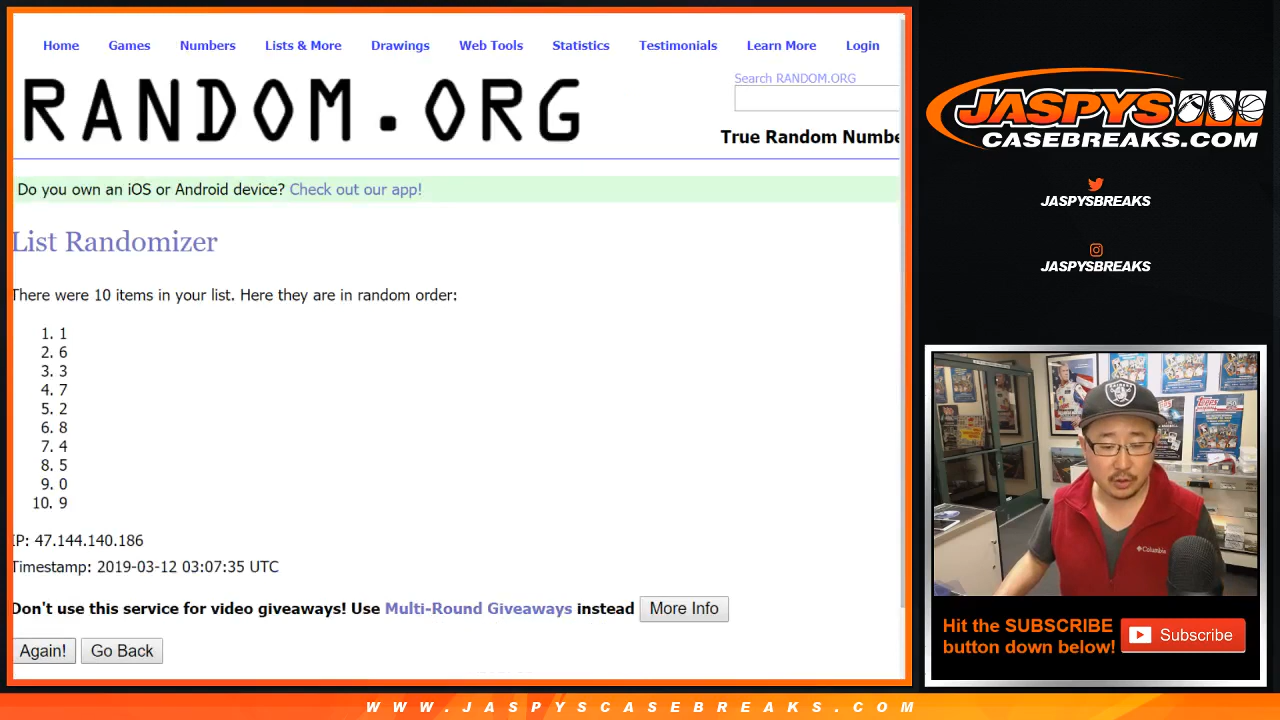 Home Games Numbers Lists & More Drawings Web Tools Statistics Testimonials Learn More Login
RANDOM.ORG
Search RANDOM.ORG
True Random Numbe
Do you own an iOS or Android device? Check out our app!
List Randomizer
There were 10 items in your list. Here they are in random order:
1. 1
2. 6
3. 3
4. 7
5. 2
6. 8
7. 4
8. 5
9. 0
10. 9
IP: 47.144.140.186
Timestamp: 2019-03-12 03:07:35 UTC
Don't use this service for video giveaways! Use Multi-Round Giveaways instead More Info
Again! Go Back
JASPYS
CASEBREAKS.COM
JASPYSBREAKS
JASPYSBREAKS
Columbia
Hit the SUBSCRIBE
button down below!
Subscribe
WWW.JASPYSCASEBREAKS.COM